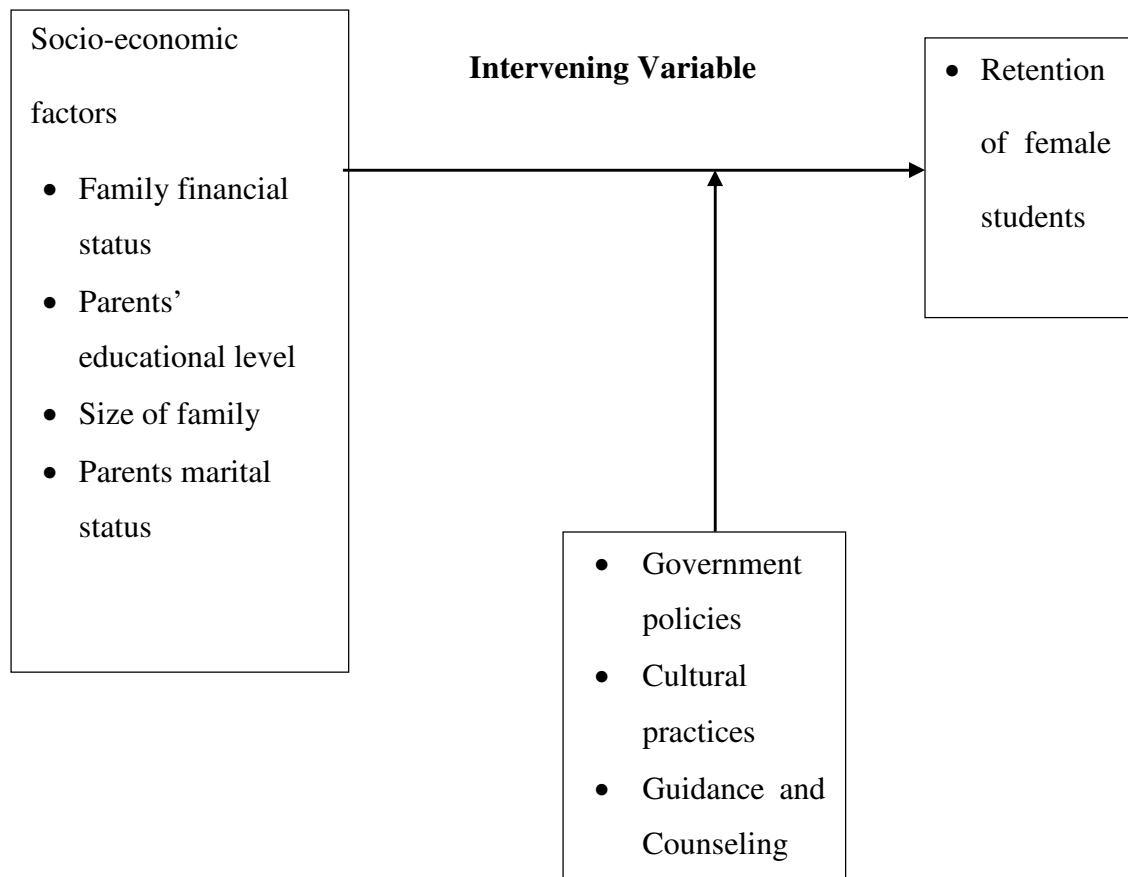 Socio-economic
factors
• Family financial
status
• Parents’
educational level
• Size of family
• Parents marital
status
Intervening Variable
• Retention
of female
students
• Government
policies
• Cultural
practices
• Guidance and
Counseling